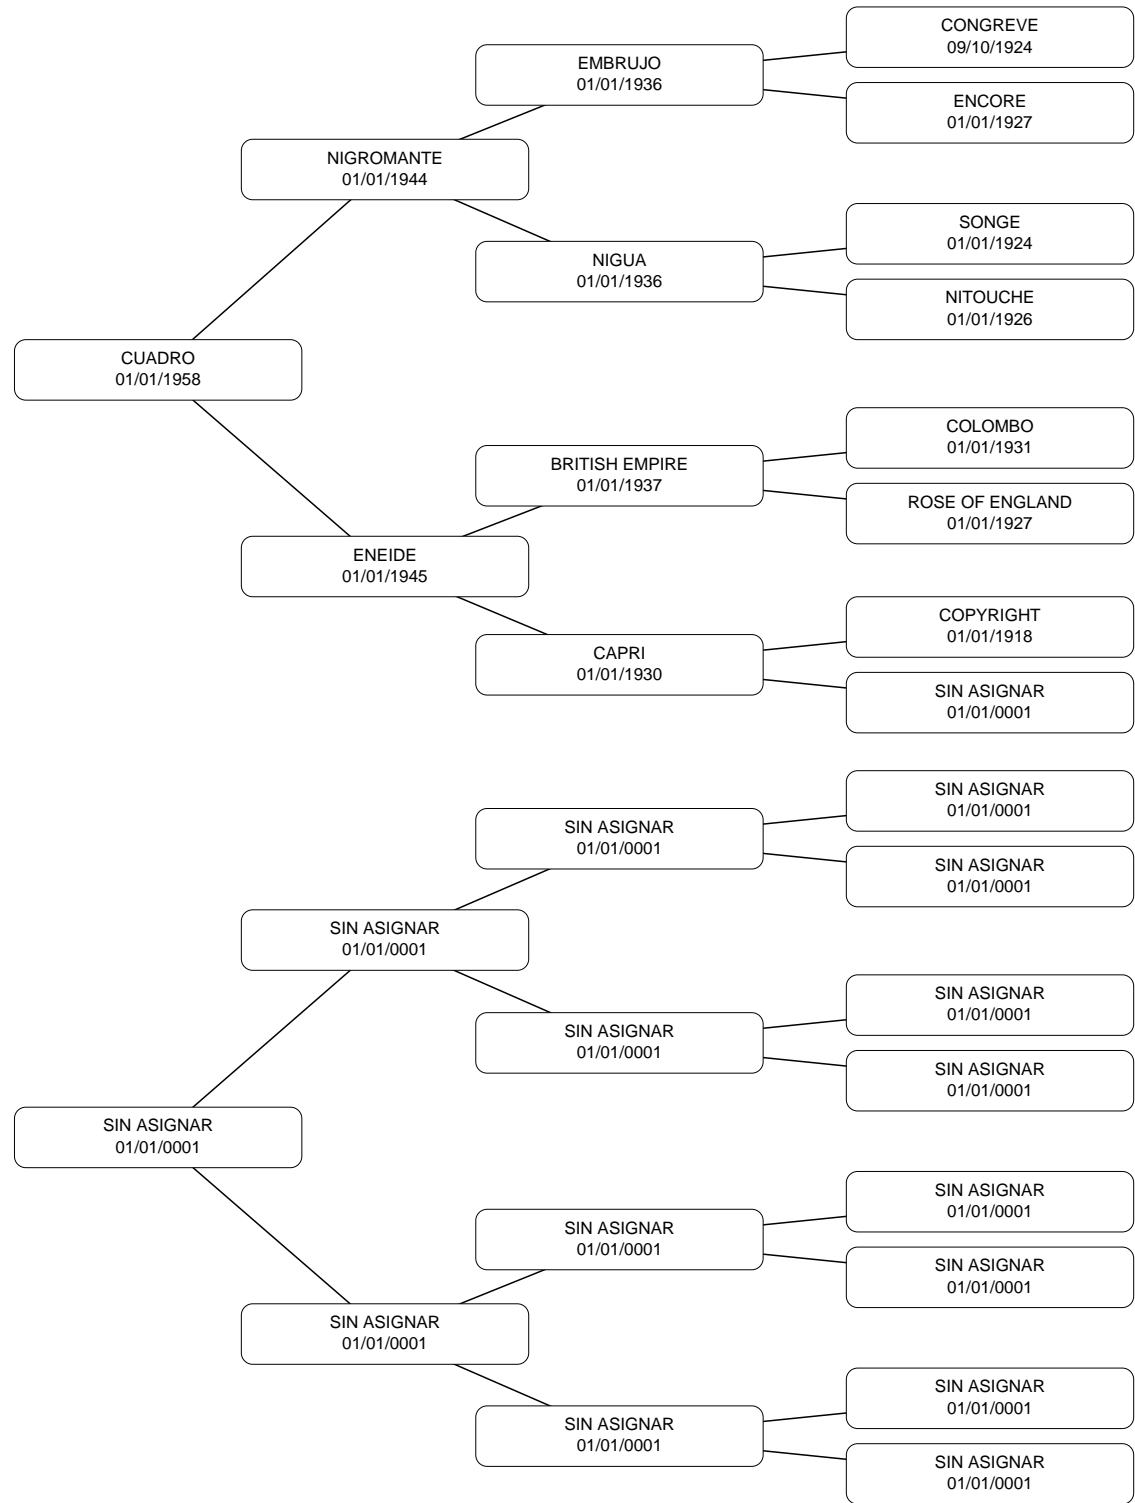 CONGREVE
09/10/1924
EMBRUJO
01/01/1936
ENCORE
01/01/1927
NIGROMANTE
01/01/1944
SONGE
01/01/1924
NIGUA
01/01/1936
NITOUCHE
01/01/1926
CUADRO
01/01/1958
COLOMBO
01/01/1931
BRITISH EMPIRE
01/01/1937
ROSE OF ENGLAND
01/01/1927
ENEIDE
01/01/1945
COPYRIGHT
01/01/1918
CAPRI
01/01/1930
SIN ASIGNAR
01/01/0001
SIN ASIGNAR
01/01/0001
SIN ASIGNAR
01/01/0001
SIN ASIGNAR
01/01/0001
SIN ASIGNAR
01/01/0001
SIN ASIGNAR
01/01/0001
SIN ASIGNAR
01/01/0001
SIN ASIGNAR
01/01/0001
SIN ASIGNAR
01/01/0001
SIN ASIGNAR
01/01/0001
SIN ASIGNAR
01/01/0001
SIN ASIGNAR
01/01/0001
SIN ASIGNAR
01/01/0001
SIN ASIGNAR
01/01/0001
SIN ASIGNAR
01/01/0001
SIN ASIGNAR
01/01/0001